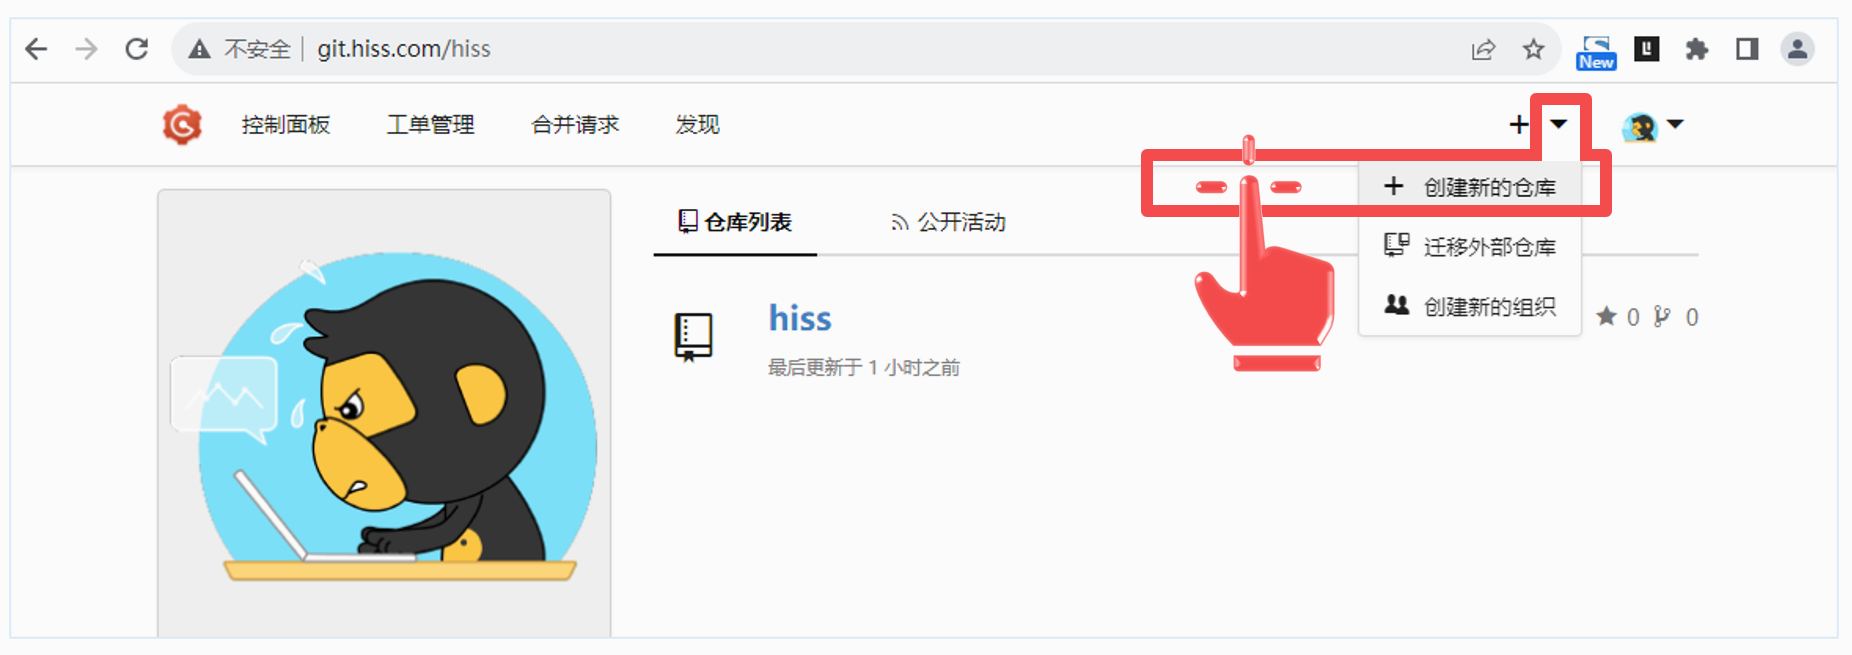 不安全 git.hiss.com/hiss
New
控制面板 工单管理 合并请求 发现
创建新的仓库
迁移外部仓库
创建新的组织
仓库列表 公开活动
hiss
0 0
最后更新于 1 小时之前